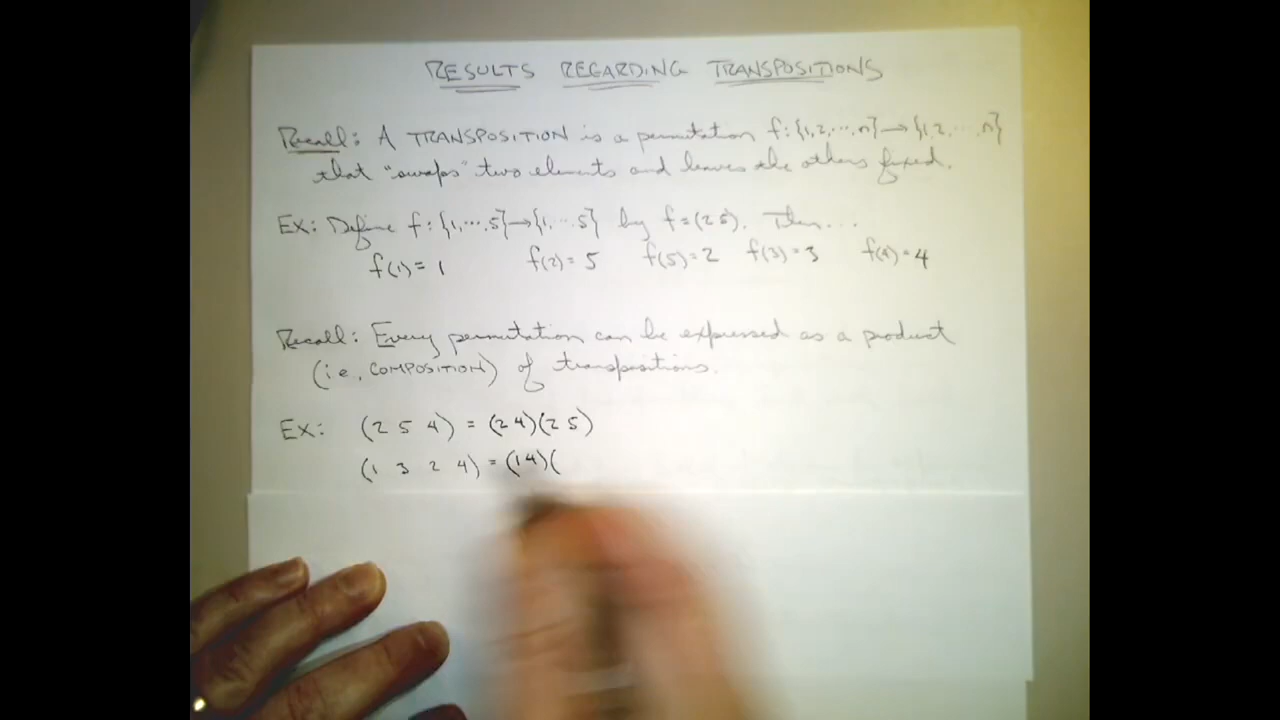 RESULTS REGARDING TRANSPOSITIONS
Recall: A TRANSPOSITION is a permutation f:{1,2,...,n}→{1,2,...,n}
that "swaps" two elements and leaves the others fixed.
Ex: Define f:{1,...,5}→{1,...5} by f=(2 5). Then...
f(1)=1 f(2)=5 f(5)=2 f(3)=3 f(4)=4
Recall: Every permutation can be expressed as a product
(i.e., COMPOSITION) of transpositions.
Ex: (2 5 4) = (2 4)(2 5)
(1 3 2 4) = (1 4)(